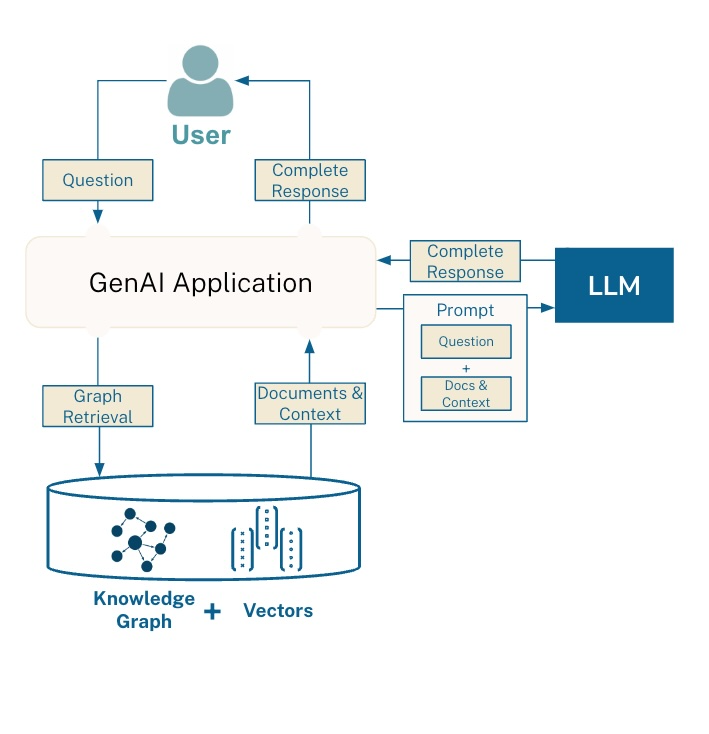 User
Question
Complete
Response
GenAI Application
Complete
Response
LLM
Prompt
Question
+
Docs &
Context
Graph
Retrieval
Documents &
Context
Knowledge
Graph
+
Vectors